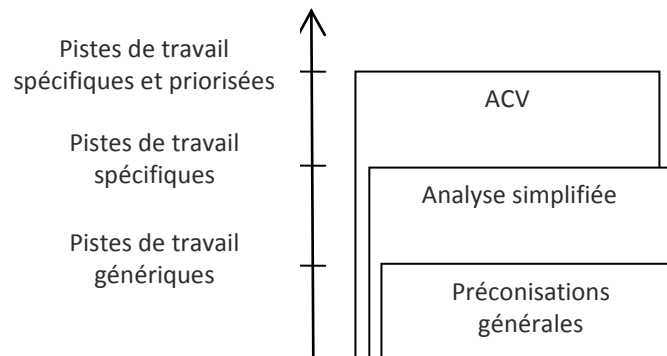 Pistes de travail
spécifiques et priorisées
ACV
Pistes de travail
spécifiques
Analyse simplifiée
Pistes de travail
génériques
Préconisations
générales